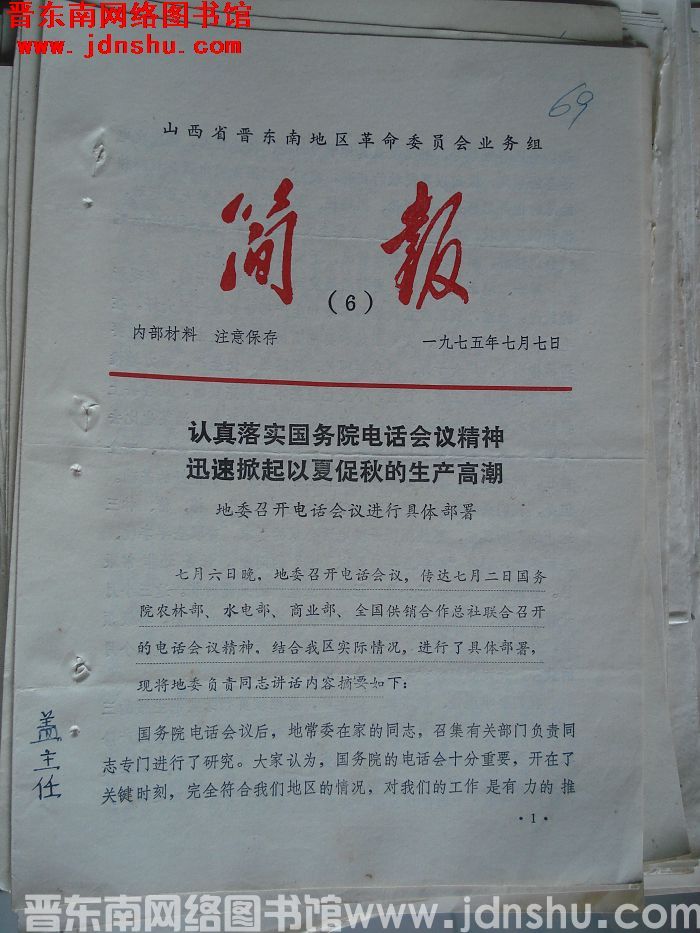 晋东南网络图书馆
www.jdnshu.com
69
山西省晋东南地区革命委员会业务组
简报
(6)
内部材料 注意保存
一九七五年七月七日
认真落实国务院电话会议精神
迅速掀起以夏促秋的生产高潮
地委召开电话会议进行具体部署
七月六日晚，地委召开电话会议，传达七月二日国务
院农林部、水电部、商业部、全国供销合作总社联合召开
的电话会议精神，结合我区实际情况，进行了具体部署，
现将地委负责同志讲话内容摘要如下：
国务院电话会议后，地常委在家的同志，召集有关部门负责同
志专门进行了研究。大家认为，国务院的电话会十分重要，开在了
关键时刻，完全符合我们地区的情况，对我们的工作是有力的推
·1·
盖主任
晋东南网络图书馆www.jdnshu.com